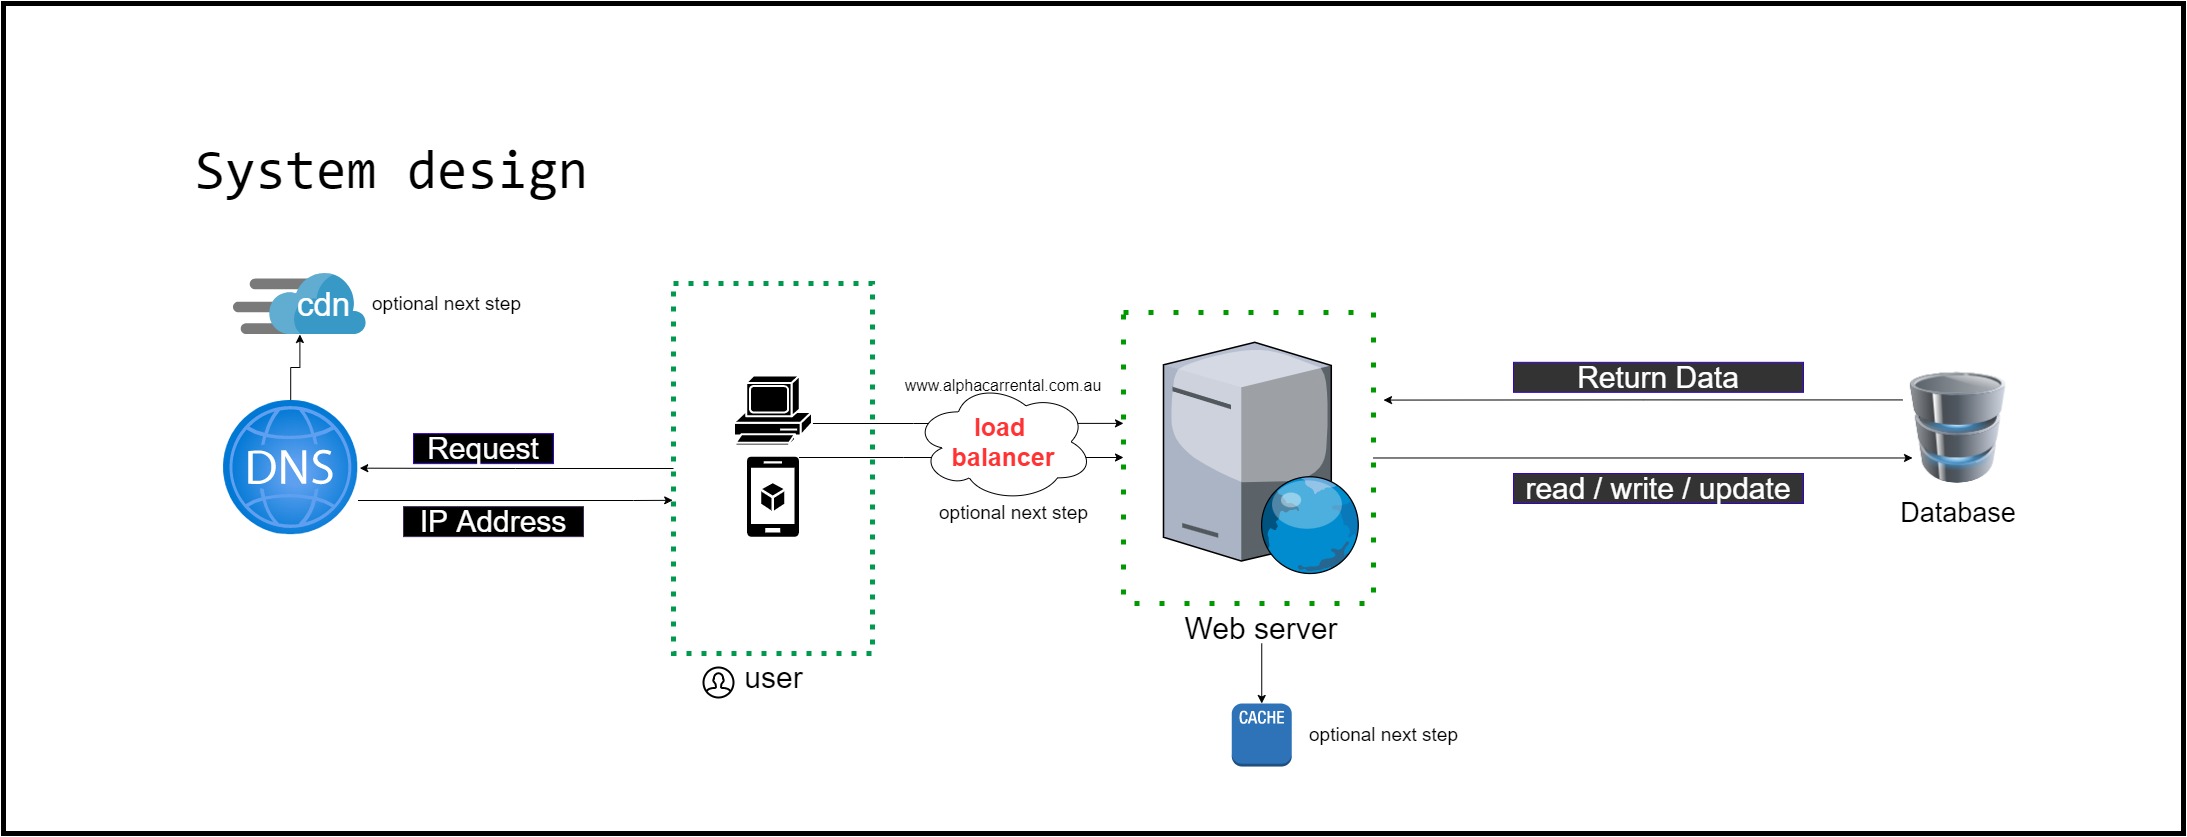 System design
cdn
optional next step
DNS
Request
IP Address
user
www.alphacarrental.com.au
load
balancer
optional next step
Web server
CACHE
optional next step
Return Data
read / write / update
Database